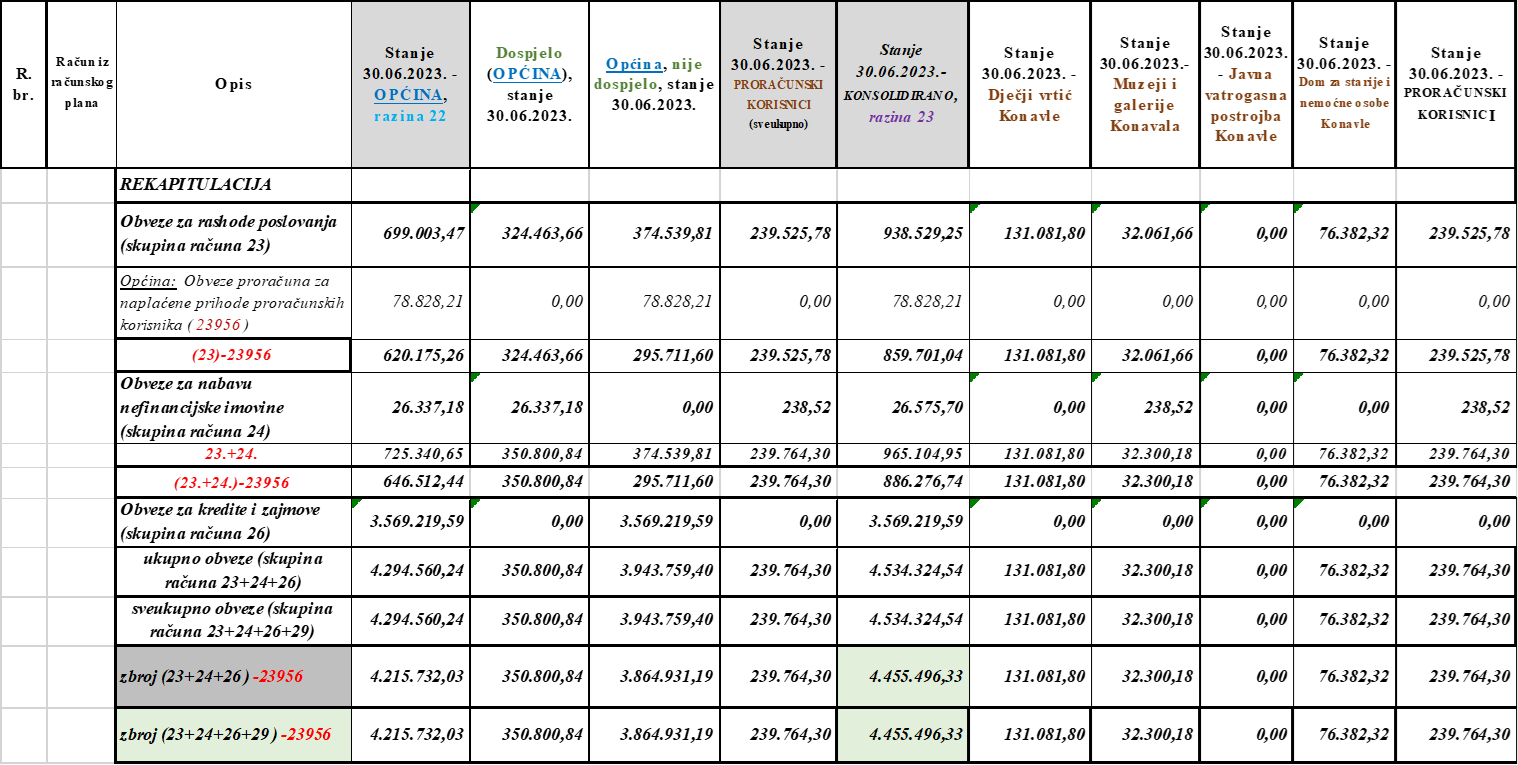 R. br.
Račun iz računskog plana
Opis
Stanje 30.06.2023. - OPĆINA, razina 22
Dospjelo (OPĆINA), stanje 30.06.2023.
Općina, nije dospjelo, stanje 30.06.2023.
Stanje 30.06.2023. - PRORAČUNSKI KORISNICI (sveukupno)
Stanje 30.06.2023.- KONSOLIDIRANO, razina 23
Stanje 30.06.2023. - Dječji vrtić Konavle
Stanje 30.06.2023.- Muzeji i galerije Konavala
Stanje 30.06.2023. - Javna vatrogasna postrojba Konavle
Stanje 30.06.2023. - Dom za starije i nemoćne osobe Konavle
Stanje 30.06.2023. - PRORAČUNSKI KORISNICI
REKAPITULACIJA
Obveze za rashode poslovanja (skupina računa 23) 699.003,47 324.463,66 374.539,81 239.525,78 938.529,25 131.081,80 32.061,66 0,00 76.382,32 239.525,78
Općina: Obveze proračuna za naplaćene prihode proračunskih korisnika ( 23956 ) 78.828,21 0,00 78.828,21 0,00 78.828,21 0,00 0,00 0,00 0,00 0,00
(23)-23956 620.175,26 324.463,66 295.711,60 239.525,78 859.701,04 131.081,80 32.061,66 0,00 76.382,32 239.525,78
Obveze za nabavu nefinancijske imovine (skupina računa 24) 26.337,18 26.337,18 0,00 238,52 26.575,70 0,00 238,52 0,00 0,00 238,52
23.+24. 725.340,65 350.800,84 374.539,81 239.764,30 965.104,95 131.081,80 32.300,18 0,00 76.382,32 239.764,30
(23.+24.)-23956 646.512,44 350.800,84 295.711,60 239.764,30 886.276,74 131.081,80 32.300,18 0,00 76.382,32 239.764,30
Obveze za kredite i zajmove (skupina računa 26) 3.569.219,59 0,00 3.569.219,59 0,00 3.569.219,59 0,00 0,00 0,00 0,00 0,00
ukupno obveze (skupina računa 23+24+26) 4.294.560,24 350.800,84 3.943.759,40 239.764,30 4.534.324,54 131.081,80 32.300,18 0,00 76.382,32 239.764,30
sveukupno obveze (skupina računa 23+24+26+29) 4.294.560,24 350.800,84 3.943.759,40 239.764,30 4.534.324,54 131.081,80 32.300,18 0,00 76.382,32 239.764,30
zbroj (23+24+26 ) -23956 4.215.732,03 350.800,84 3.864.931,19 239.764,30 4.455.496,33 131.081,80 32.300,18 0,00 76.382,32 239.764,30
zbroj (23+24+26+29 ) -23956 4.215.732,03 350.800,84 3.864.931,19 239.764,30 4.455.496,33 131.081,80 32.300,18 0,00 76.382,32 239.764,30